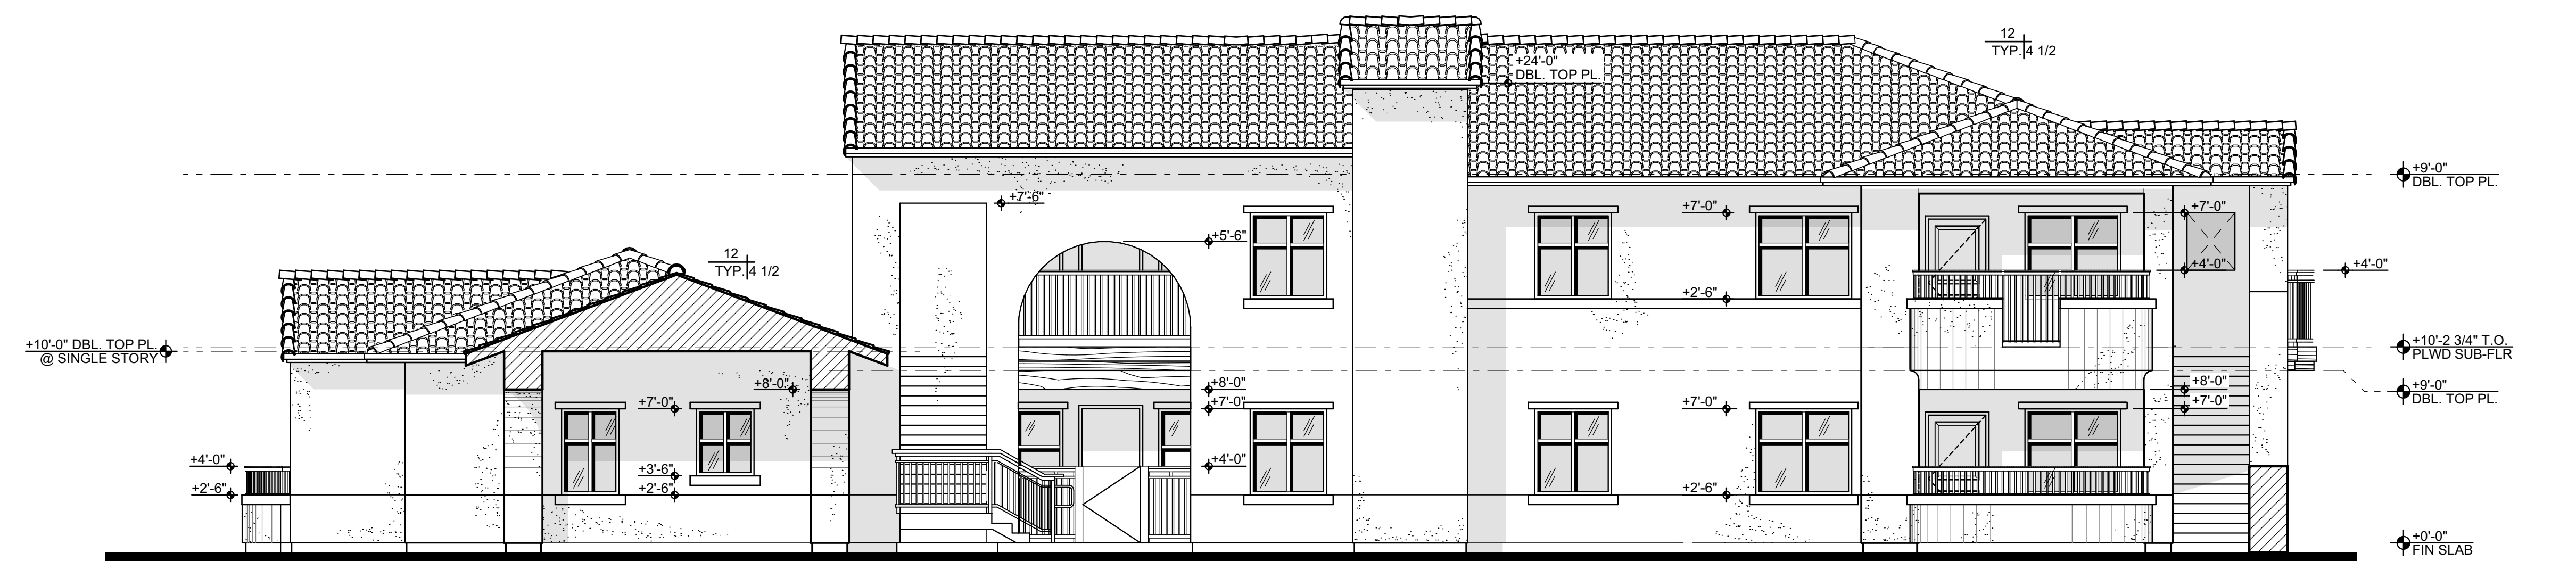 12
TYP. 4 1/2
+24'-0"
DBL. TOP PL.
+9'-0"
DBL. TOP PL.
+7'-6"
+7'-0"
+7'-0"
+5'-6"
12
TYP. 4 1/2
+4'-0"
+4'-0"
+2'-6"
+10'-0" DBL. TOP PL.
@ SINGLE STORY
+10'-2 3/4" T.O.
PLWD SUB-FLR
+8'-0"
+8'-0"
+8'-0"
+9'-0"
DBL. TOP PL.
+7'-0"
+7'-0"
+7'-0"
+7'-0"
+4'-0"
+4'-0"
+3'-6"
+2'-6"
+2'-6"
+2'-6"
+0'-0"
FIN SLAB